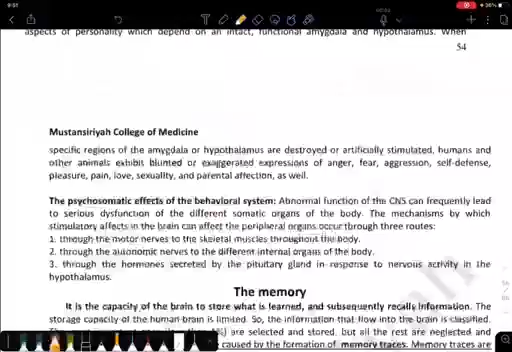 9:51
36%
aspects of personality which depend on an intact, functional amygdala and hypothalamus. When
54
Mustansiriyah College of Medicine
specific regions of the amygdala or hypothalamus are destroyed or artificially stimulated, humans and
other animals exhibit blunted or exaggerated expressions of anger, fear, aggression, self-defense,
pleasure, pain, love, sexuality, and parental affection, as well.
The psychosomatic effects of the behavioral system: Abnormal function of the CNS can frequently lead
to serious dysfunction of the different somatic organs of the body. The mechanisms by which
stimulatory affects in the brain can affect the peripheral organs occur through three routes:
1. through the motor nerves to the skeletal muscles throughout the body.
2. through the autonomic nerves to the different internal organs of the body.
3. through the hormones secreted by the pituitary gland in response to nervous activity in the
hypothalamus.
The memory
It is the capacity of the brain to store what is learned, and subsequently recalls information. The
storage capacity of the human brain is limited. So, the information that flow into the brain is classified.
%) are selected and stored, but all the rest are neglected and
caused by the formation of memory traces. Memory traces are